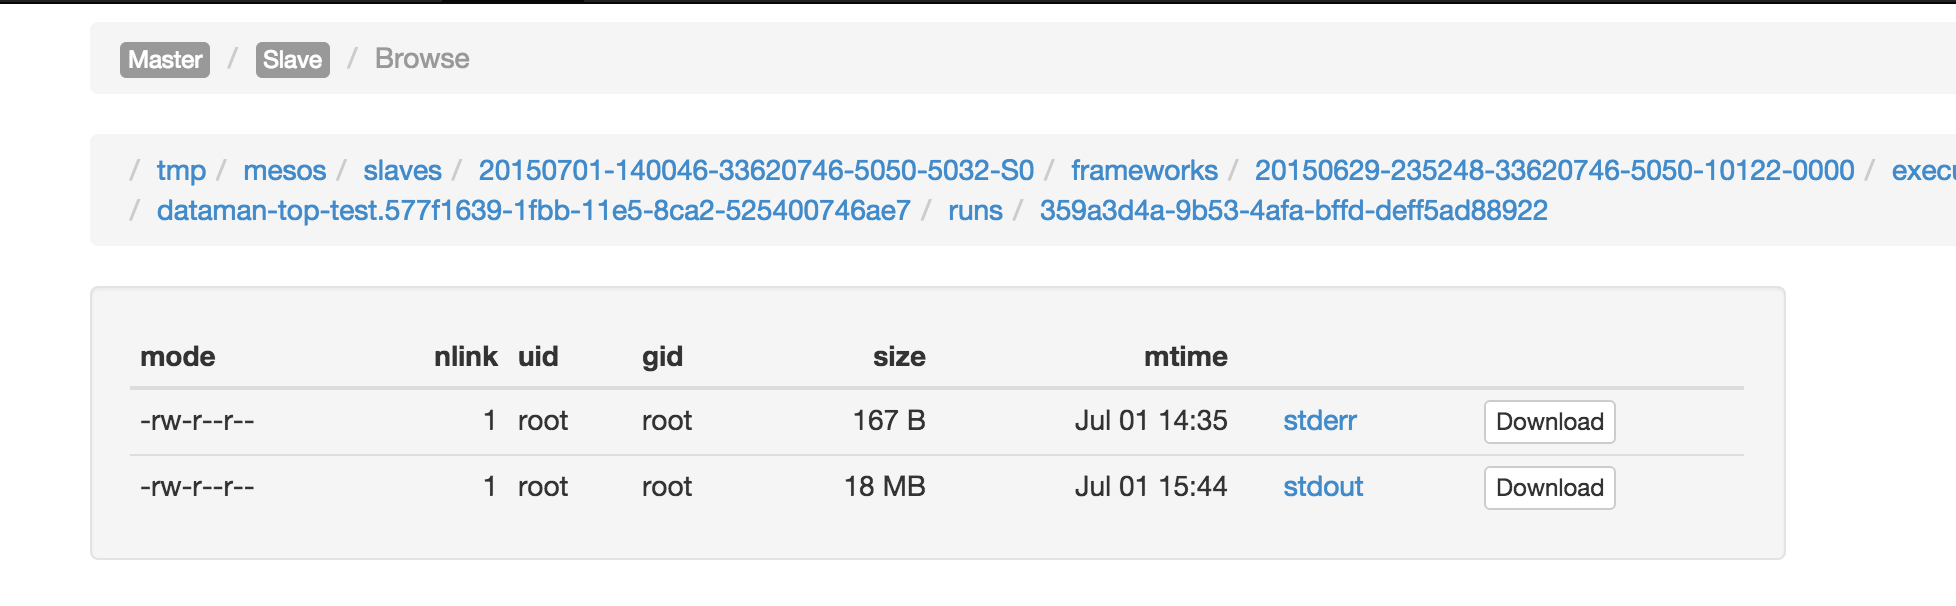 Master / Slave / Browse
/ tmp / mesos / slaves / 20150701-140046-33620746-5050-5032-S0 / frameworks / 20150629-235248-33620746-5050-10122-0000 / execu
/ dataman-top-test.577f1639-1fbb-11e5-8ca2-525400746ae7 / runs / 359a3d4a-9b53-4afa-bffd-deff5ad88922
mode nlink uid gid size mtime
-rw-r--r-- 1 root root 167 B Jul 01 14:35 stderr Download
-rw-r--r-- 1 root root 18 MB Jul 01 15:44 stdout Download